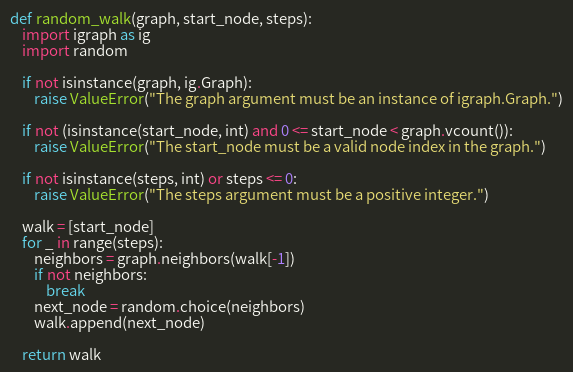 def random_walk(graph, start_node, steps):
    import igraph as ig
    import random

    if not isinstance(graph, ig.Graph):
        raise ValueError("The graph argument must be an instance of igraph.Graph.")

    if not (isinstance(start_node, int) and 0 <= start_node < graph.vcount()):
        raise ValueError("The start_node must be a valid node index in the graph.")

    if not isinstance(steps, int) or steps <= 0:
        raise ValueError("The steps argument must be a positive integer.")

    walk = [start_node]
    for _ in range(steps):
        neighbors = graph.neighbors(walk[-1])
        if not neighbors:
            break
        next_node = random.choice(neighbors)
        walk.append(next_node)

    return walk